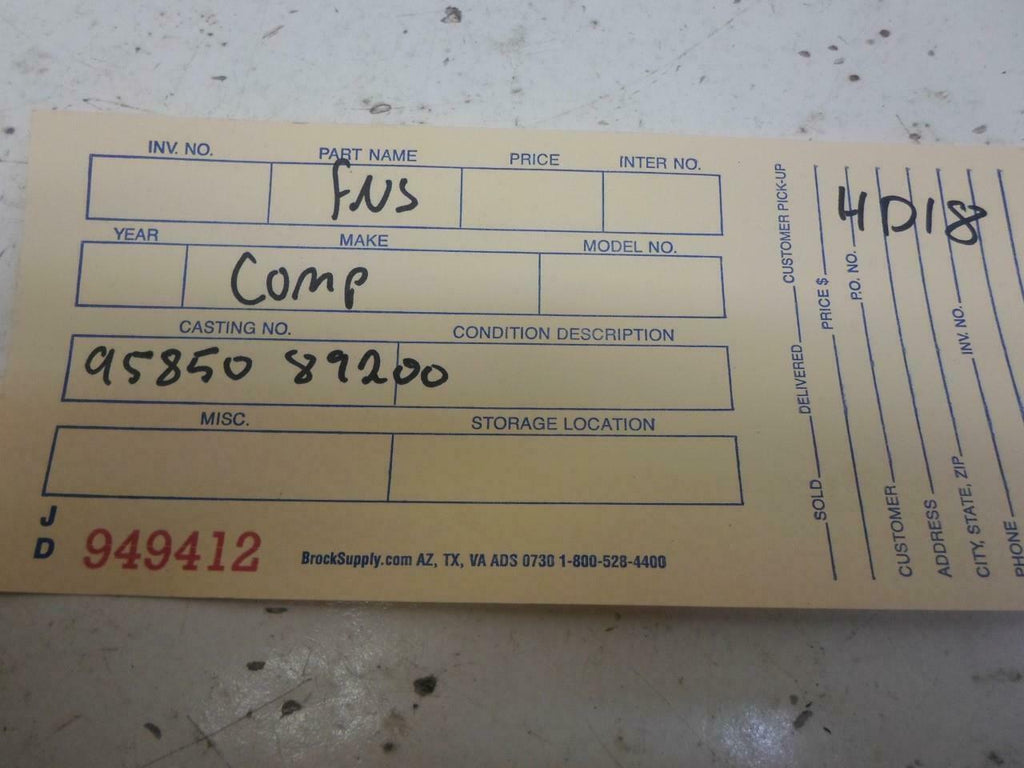 INV. NO. PART NAME PRICE INTER NO.
FNS
YEAR MAKE MODEL NO.
Comp
CASTING NO. CONDITION DESCRIPTION
95850 89200
MISC. STORAGE LOCATION
J
D
949412
BrockSupply.com AZ, TX, VA ADS 0730 1-800-528-4400
4D18
SOLD DELIVERED CUSTOMER PICK-UP
PRICE $
P.O. NO.
CUSTOMER
ADDRESS
CITY, STATE, ZIP INV. NO.
PHONE